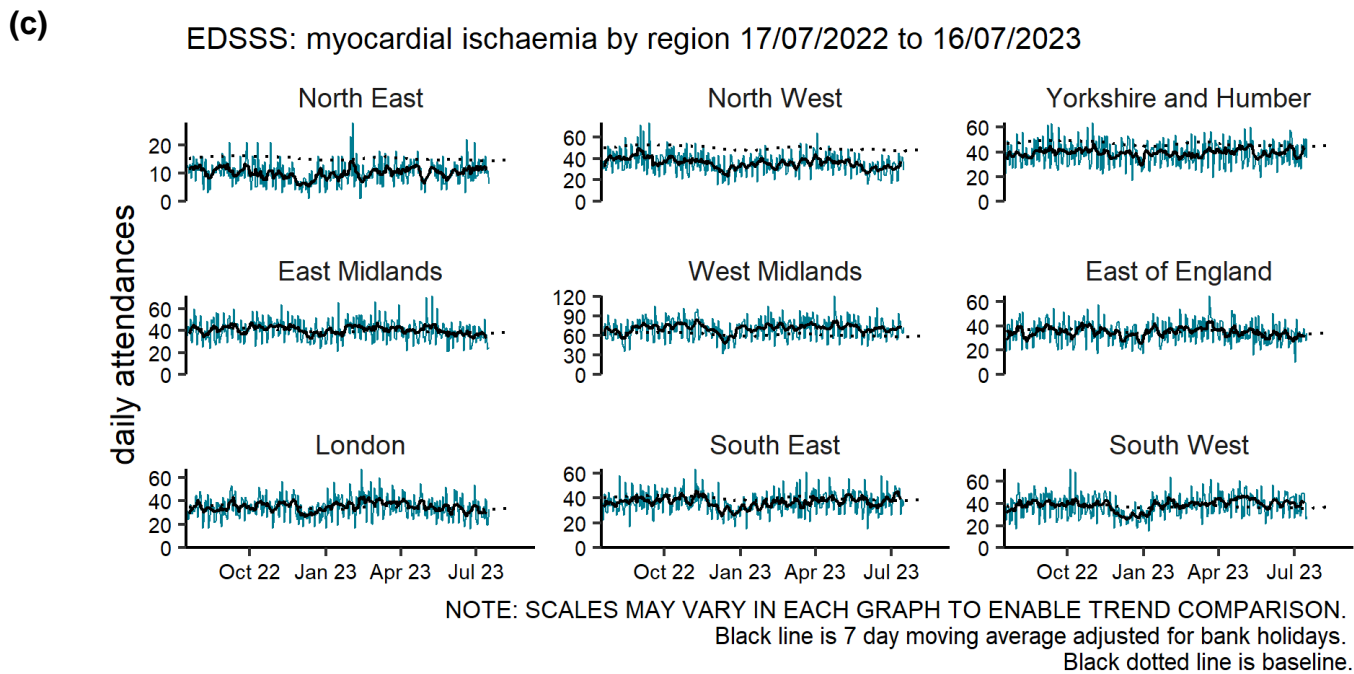 (c)
EDSSS: myocardial ischaemia by region 17/07/2022 to 16/07/2023
daily attendances
North East
20
10
0
North West
60
40
20
0
Yorkshire and Humber
60
40
20
0
East Midlands
60
40
20
0
West Midlands
120
90
60
30
0
East of England
60
40
20
0
London
60
40
20
0
Oct 22 Jan 23 Apr 23 Jul 23
South East
60
40
20
0
Oct 22 Jan 23 Apr 23 Jul 23
South West
60
40
20
0
Oct 22 Jan 23 Apr 23 Jul 23
NOTE: SCALES MAY VARY IN EACH GRAPH TO ENABLE TREND COMPARISON.
Black line is 7 day moving average adjusted for bank holidays.
Black dotted line is baseline.